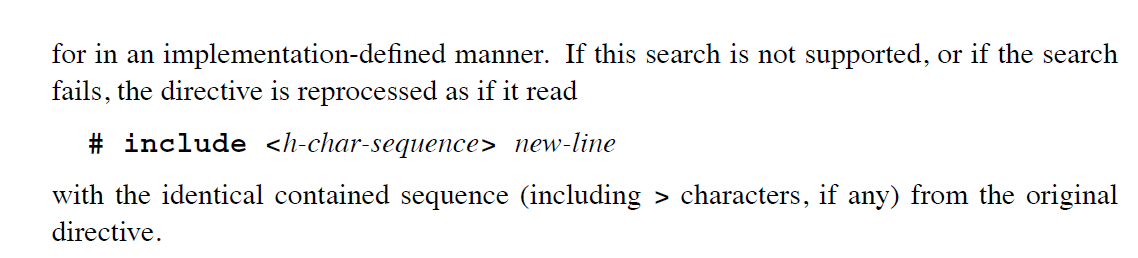 for in an implementation-defined manner. If this search is not supported, or if the search
fails, the directive is reprocessed as if it read
# include <h-char-sequence> new-line
with the identical contained sequence (including > characters, if any) from the original
directive.